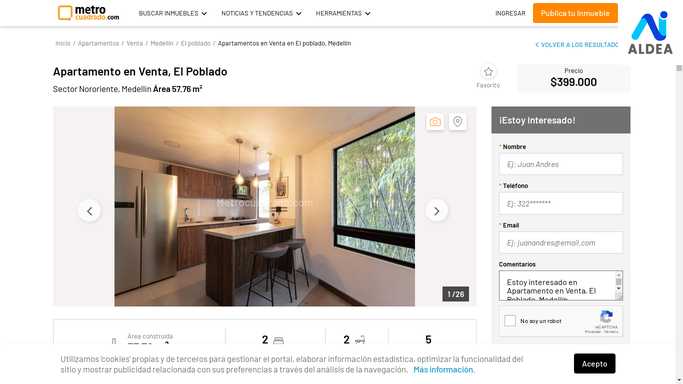 metro
cuadrado.com
BUSCAR INMUEBLES
NOTICIAS Y TENDENCIAS
HERRAMIENTAS
INGRESAR
Publica tu Inmueble
ALDEA
Inicio / Apartamentos / Venta / Medellín / El poblado / Apartamentos en Venta en El poblado, Medellín
VOLVER A LOS RESULTADO
Apartamento en Venta, El Poblado
Sector Nororiente, Medellín Área 57,76 m²
Favorito
Precio
$399.000
Metrocuadrado.com
1 / 26
¡Estoy Interesado!
* Nombre
Ej: Juan Andres
* Teléfono
Ej: 322*******
* Email
Ej: juanandres@email.com
Comentarios
Estoy interesado en
Apartamento en Venta, El
Poblado, Medellín
No soy un robot
reCAPTCHA
Privacidad - Términos
Área construida
2
2
5
Utilizamos 'cookies' propias y de terceros para gestionar el portal, elaborar información estadística, optimizar la funcionalidad del
sitio y mostrar publicidad relacionada con sus preferencias a través del análisis de la navegación. Más información.
Acepto